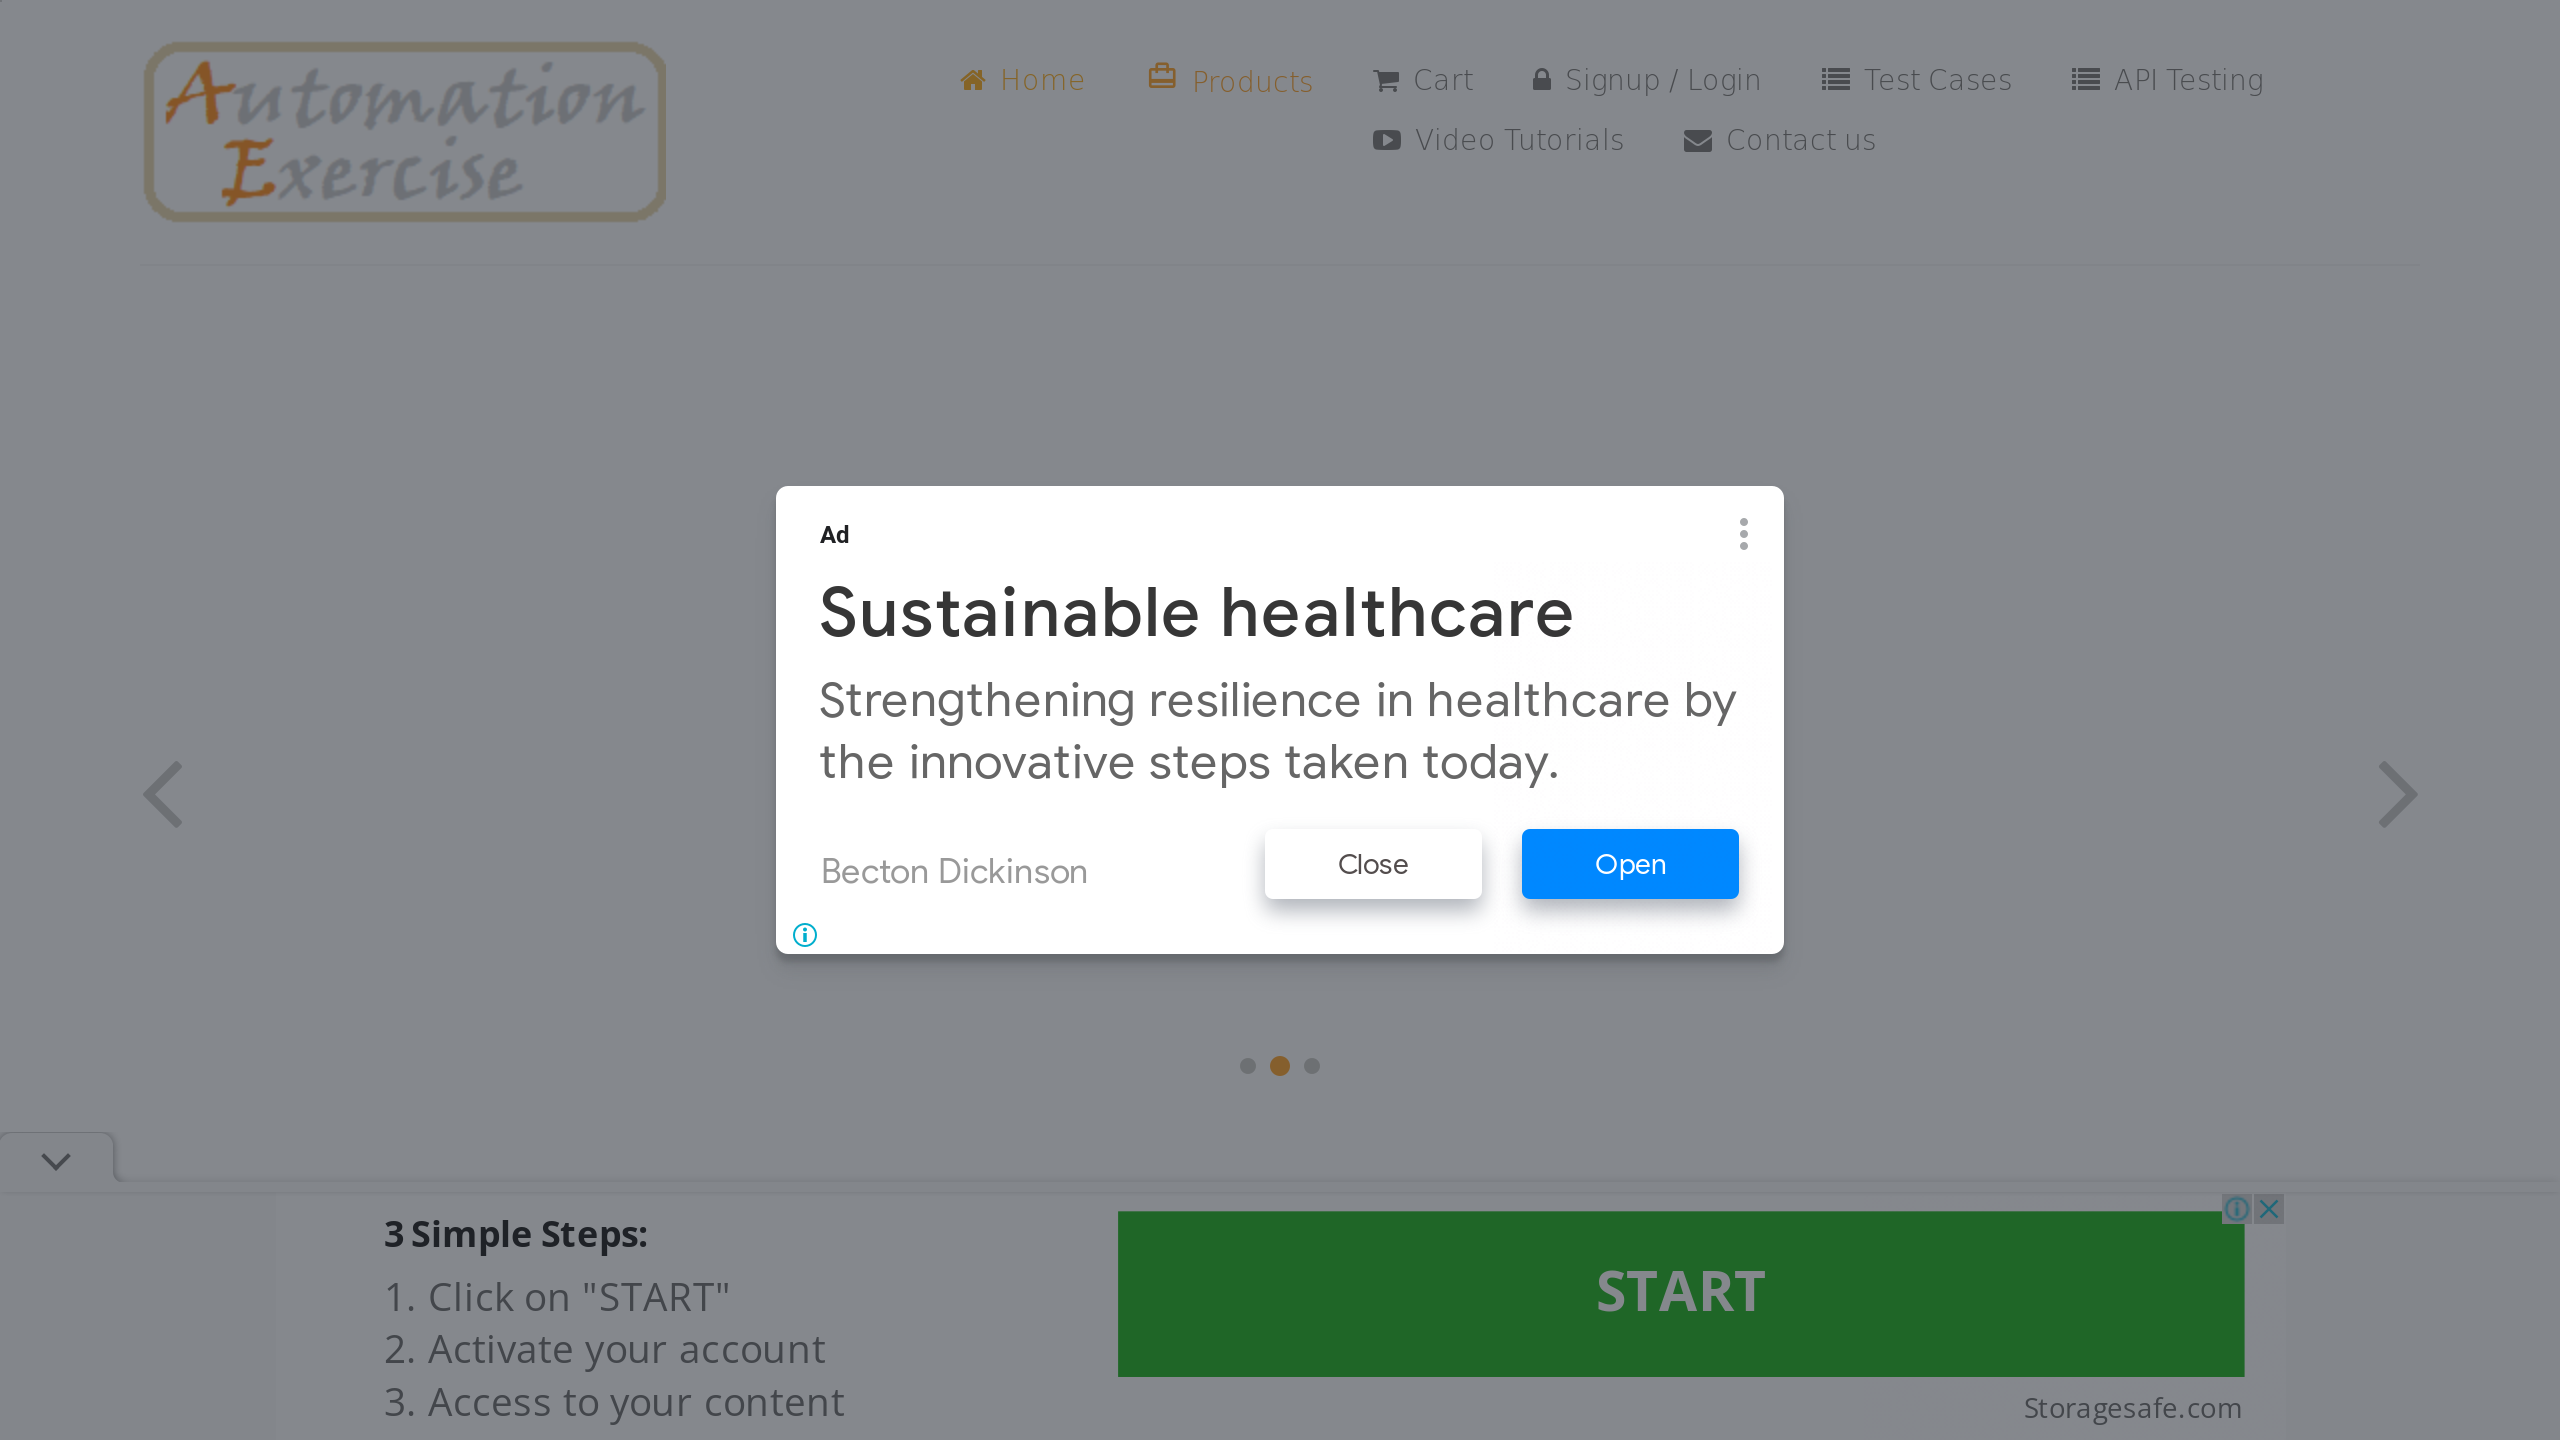 Automation
Exercise
Home
Products
Cart
Signup / Login
Test Cases
API Testing
Video Tutorials
Contact us
Ad
Sustainable healthcare
Strengthening resilience in healthcare by
the innovative steps taken today.
Becton Dickinson
Close
Open
3 Simple Steps:
1. Click on "START"
2. Activate your account
3. Access to your content
START
Storagesafe.com